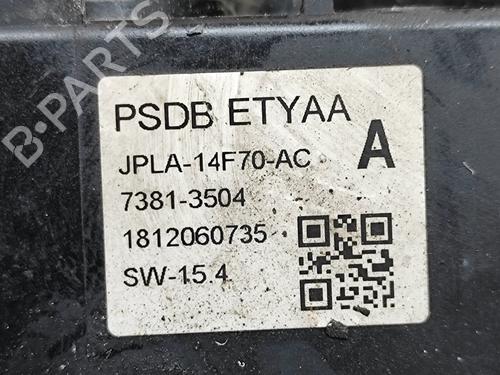 PSDB ETYAA
JPLA-14F70-AC
A
7381-3504
1812060735
SW-15.4
B-PARTS